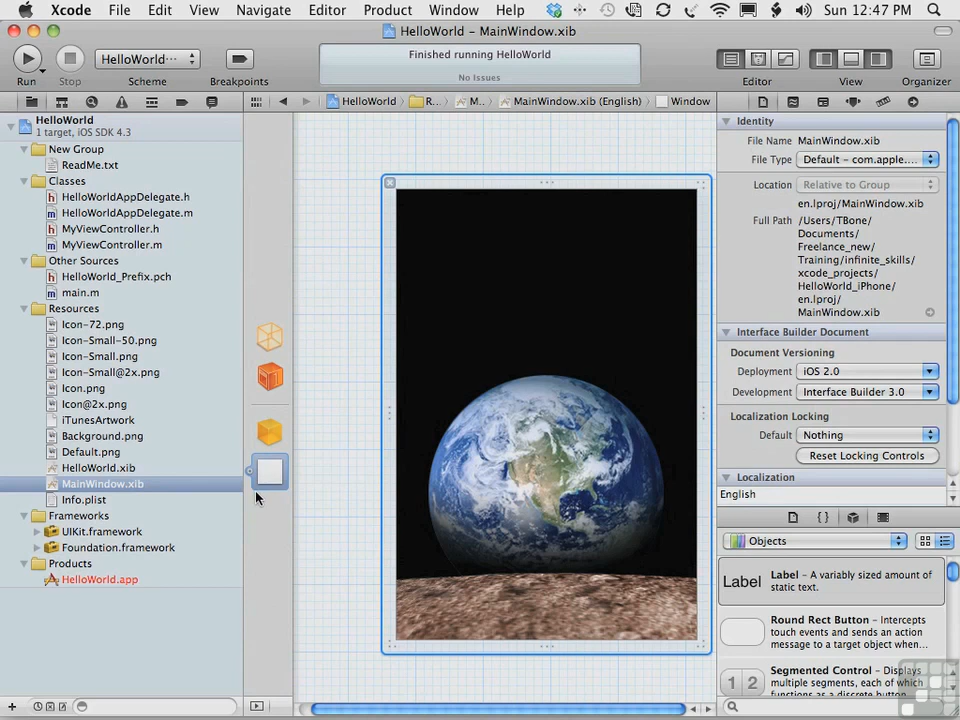 Xcode File Edit View Navigate Editor Product Window Help Sun 12:47 PM
HelloWorld – MainWindow.xib
Run Stop HelloWorld··· Scheme Breakpoints
Finished running HelloWorld
No Issues
Editor View Organizer
HelloWorld R... M... MainWindow.xib (English) Window
HelloWorld
1 target, iOS SDK 4.3
New Group
ReadMe.txt
Classes
HelloWorldAppDelegate.h
HelloWorldAppDelegate.m
MyViewController.h
MyViewController.m
Other Sources
HelloWorld_Prefix.pch
main.m
Resources
Icon-72.png
Icon-Small-50.png
Icon-Small.png
Icon-Small@2x.png
Icon.png
Icon@2x.png
iTunesArtwork
Background.png
Default.png
HelloWorld.xib
MainWindow.xib
Info.plist
Frameworks
UIKit.framework
Foundation.framework
Products
HelloWorld.app
Identity
File Name MainWindow.xib
File Type Default – com.apple....
Location Relative to Group
en.lproj/MainWindow.xib
Full Path /Users/TBone/
Documents/
Freelance_new/
Training/infinite_skills/
xcode_projects/
HelloWorld_iPhone/
en.lproj/
MainWindow.xib
Interface Builder Document
Document Versioning
Deployment iOS 2.0
Development Interface Builder 3.0
Localization Locking
Default Nothing
Reset Locking Controls
Localization
English
Objects
Label Label – A variably sized amount of
static text.
Round Rect Button – Intercepts
touch events and sends an action
message to a target object when...
1 2 Segmented Control – Displays
multiple segments, each of which
functions as a discrete button.